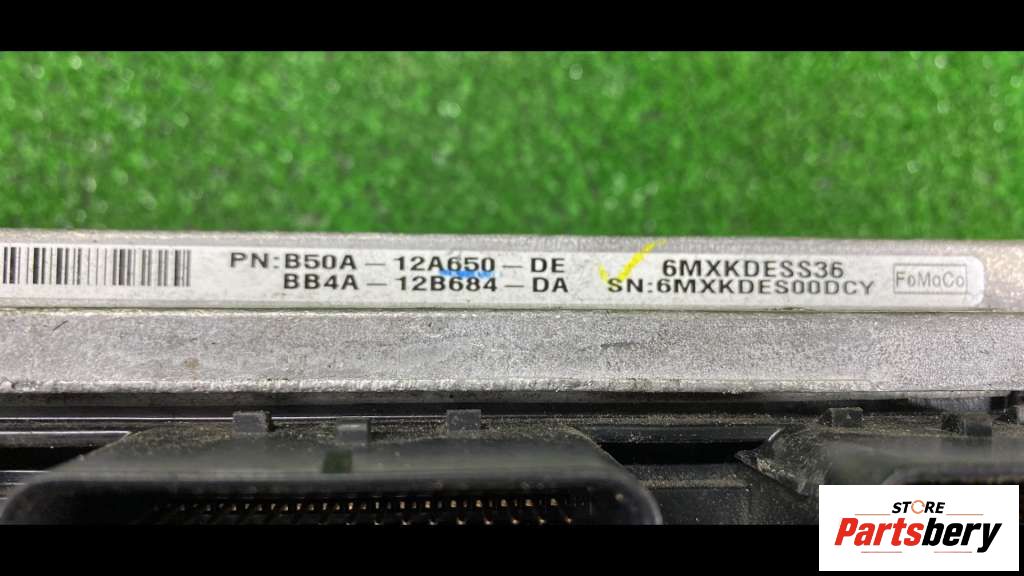 PN:B50A-12A650-DE
BB4A-12B684-DA
6MXKDESS36
SN:6MXKDES00DCY
FoMoCo
STORE
Partsbery